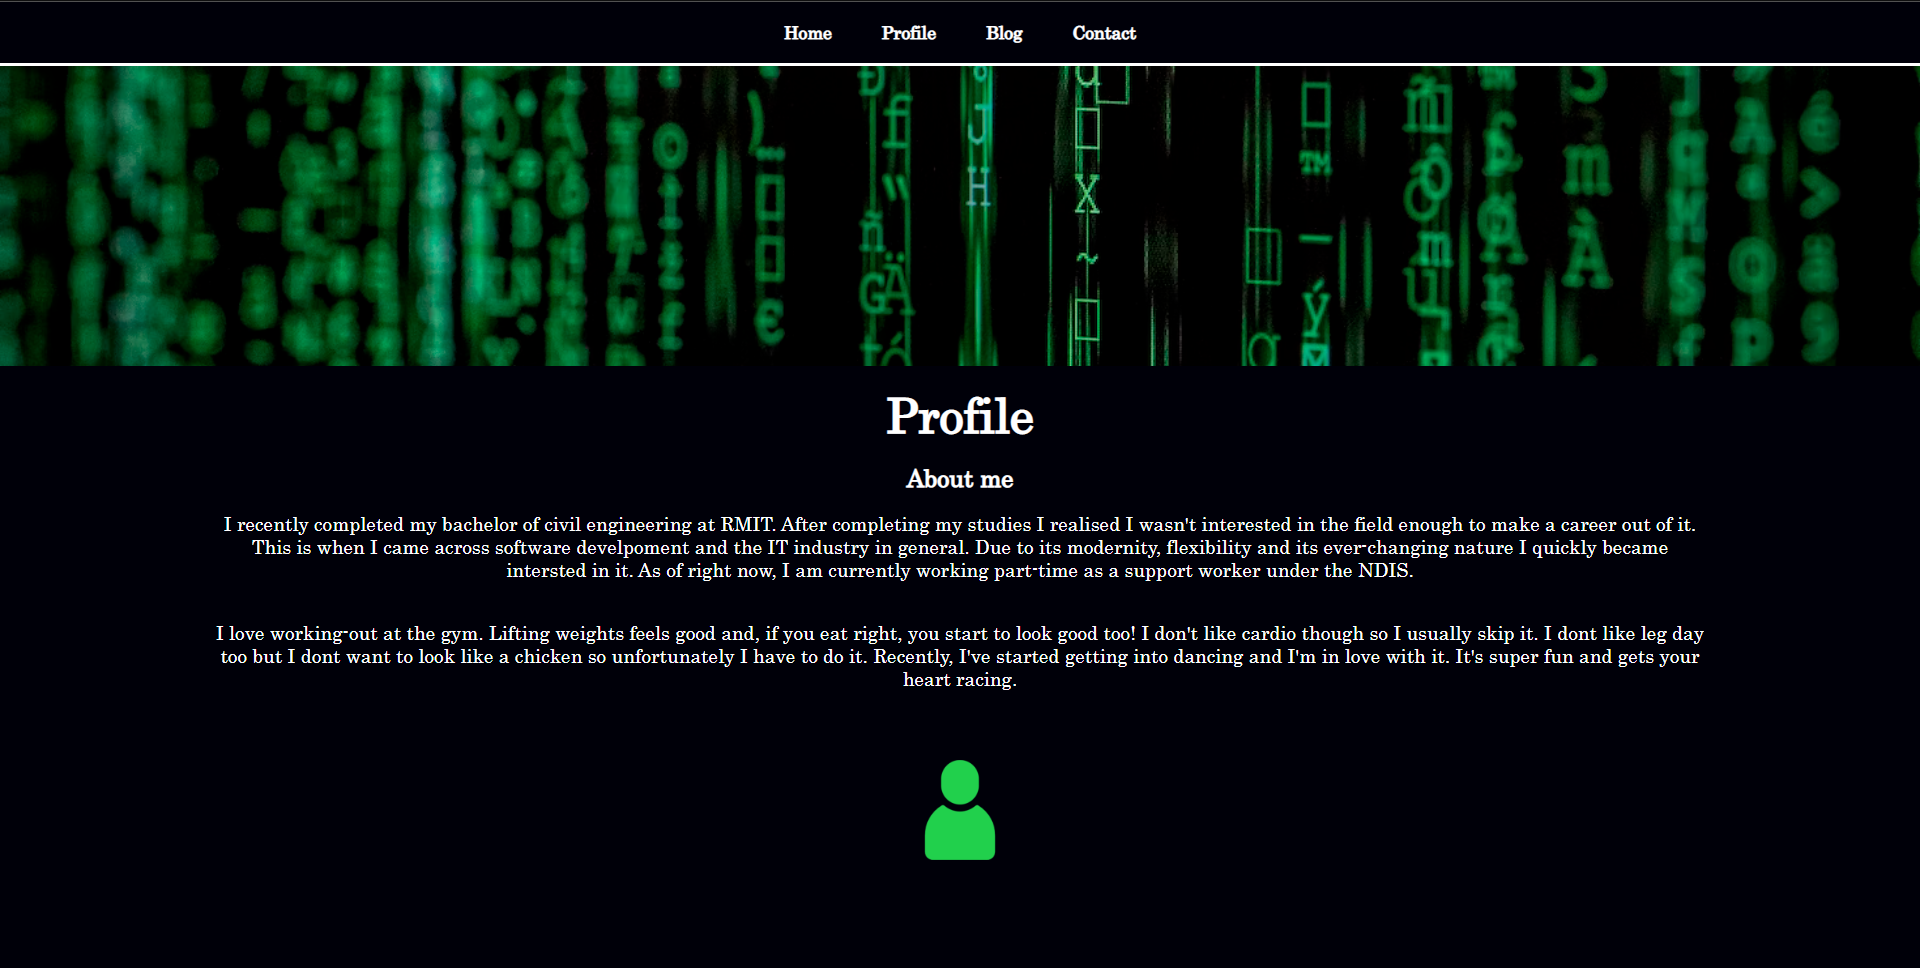 Home Profile Blog Contact
Profile
About me
I recently completed my bachelor of civil engineering at RMIT. After completing my studies I realised I wasn't interested in the field enough to make a career out of it.
This is when I came across software develpoment and the IT industry in general. Due to its modernity, flexibility and its ever-changing nature I quickly became
intersted in it. As of right now, I am currently working part-time as a support worker under the NDIS.
I love working-out at the gym. Lifting weights feels good and, if you eat right, you start to look good too! I don't like cardio though so I usually skip it. I dont like leg day
too but I dont want to look like a chicken so unfortunately I have to do it. Recently, I've started getting into dancing and I'm in love with it. It's super fun and gets your
heart racing.